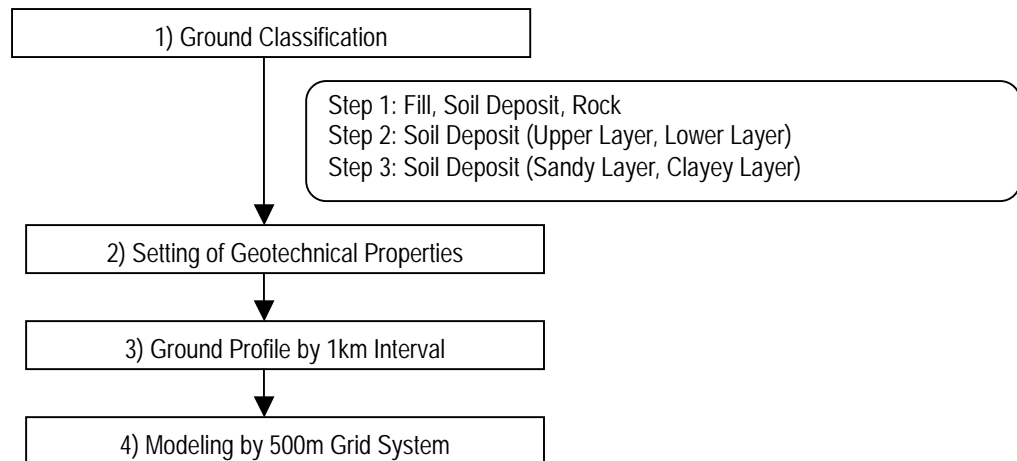 1) Ground Classification
Step 1: Fill, Soil Deposit, Rock
Step 2: Soil Deposit (Upper Layer, Lower Layer)
Step 3: Soil Deposit (Sandy Layer, Clayey Layer)
2) Setting of Geotechnical Properties
3) Ground Profile by 1km Interval
4) Modeling by 500m Grid System